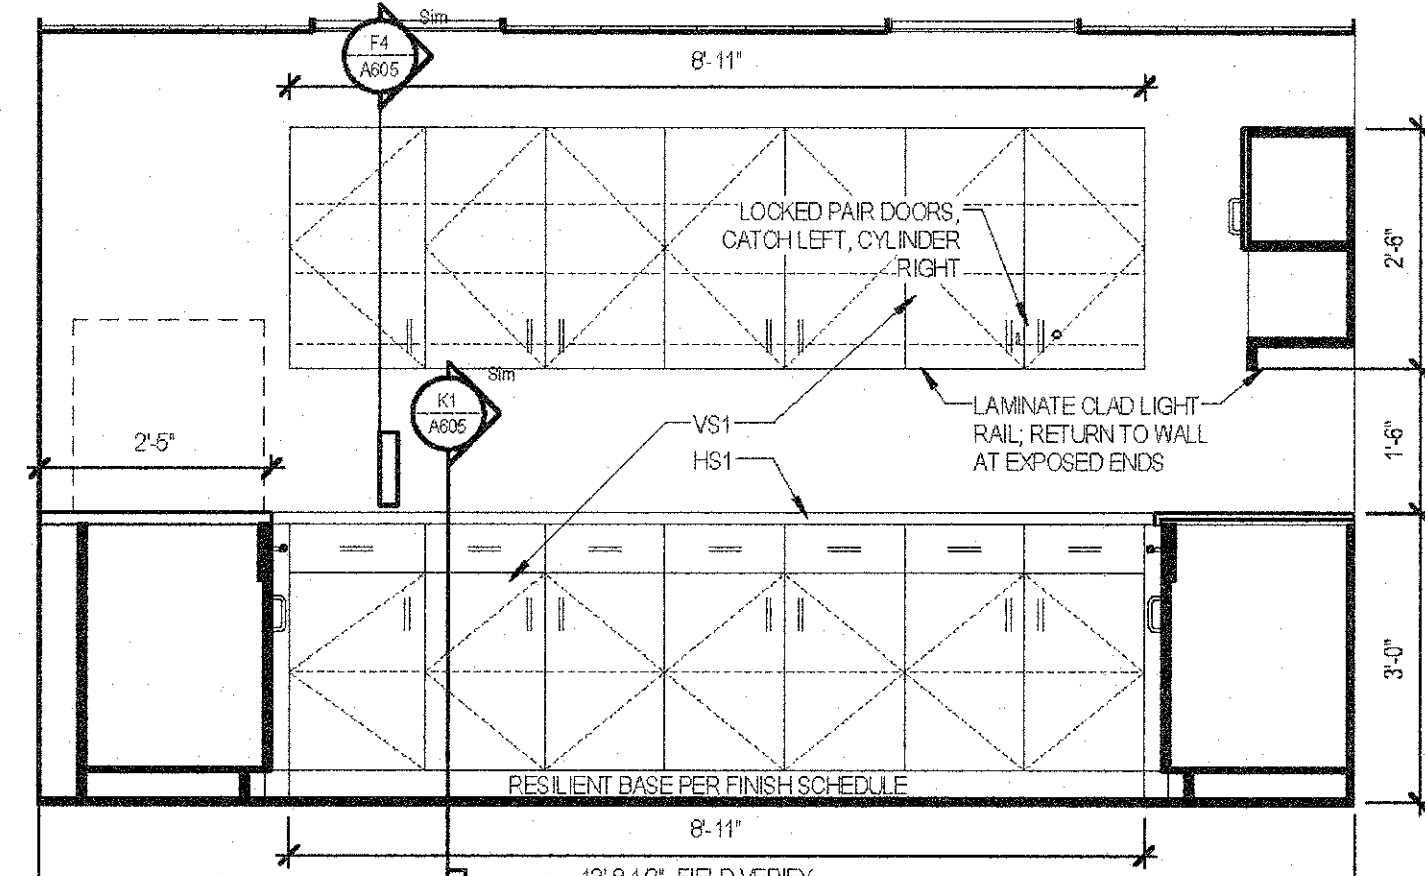 Sim
F4
A605
8'-11"
LOCKED PAIR DOORS,
CATCH LEFT, CYLINDER
RIGHT
2'-6"
Sim
K1
A605
LAMINATE CLAD LIGHT
RAIL; RETURN TO WALL
AT EXPOSED ENDS
VS1
HS1
2'-5"
1'-6"
3'-0"
RESILIENT BASE PER FINISH SCHEDULE
8'-11"
FIELD VERIFY